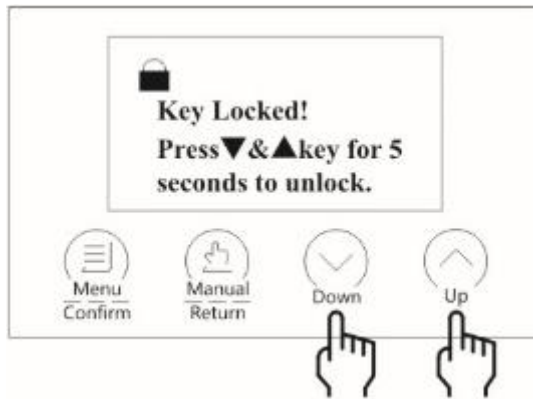 Key Locked!
Press▼&▲key for 5
seconds to unlock.
Menu
Confirm
Manual
Return
Down
Up